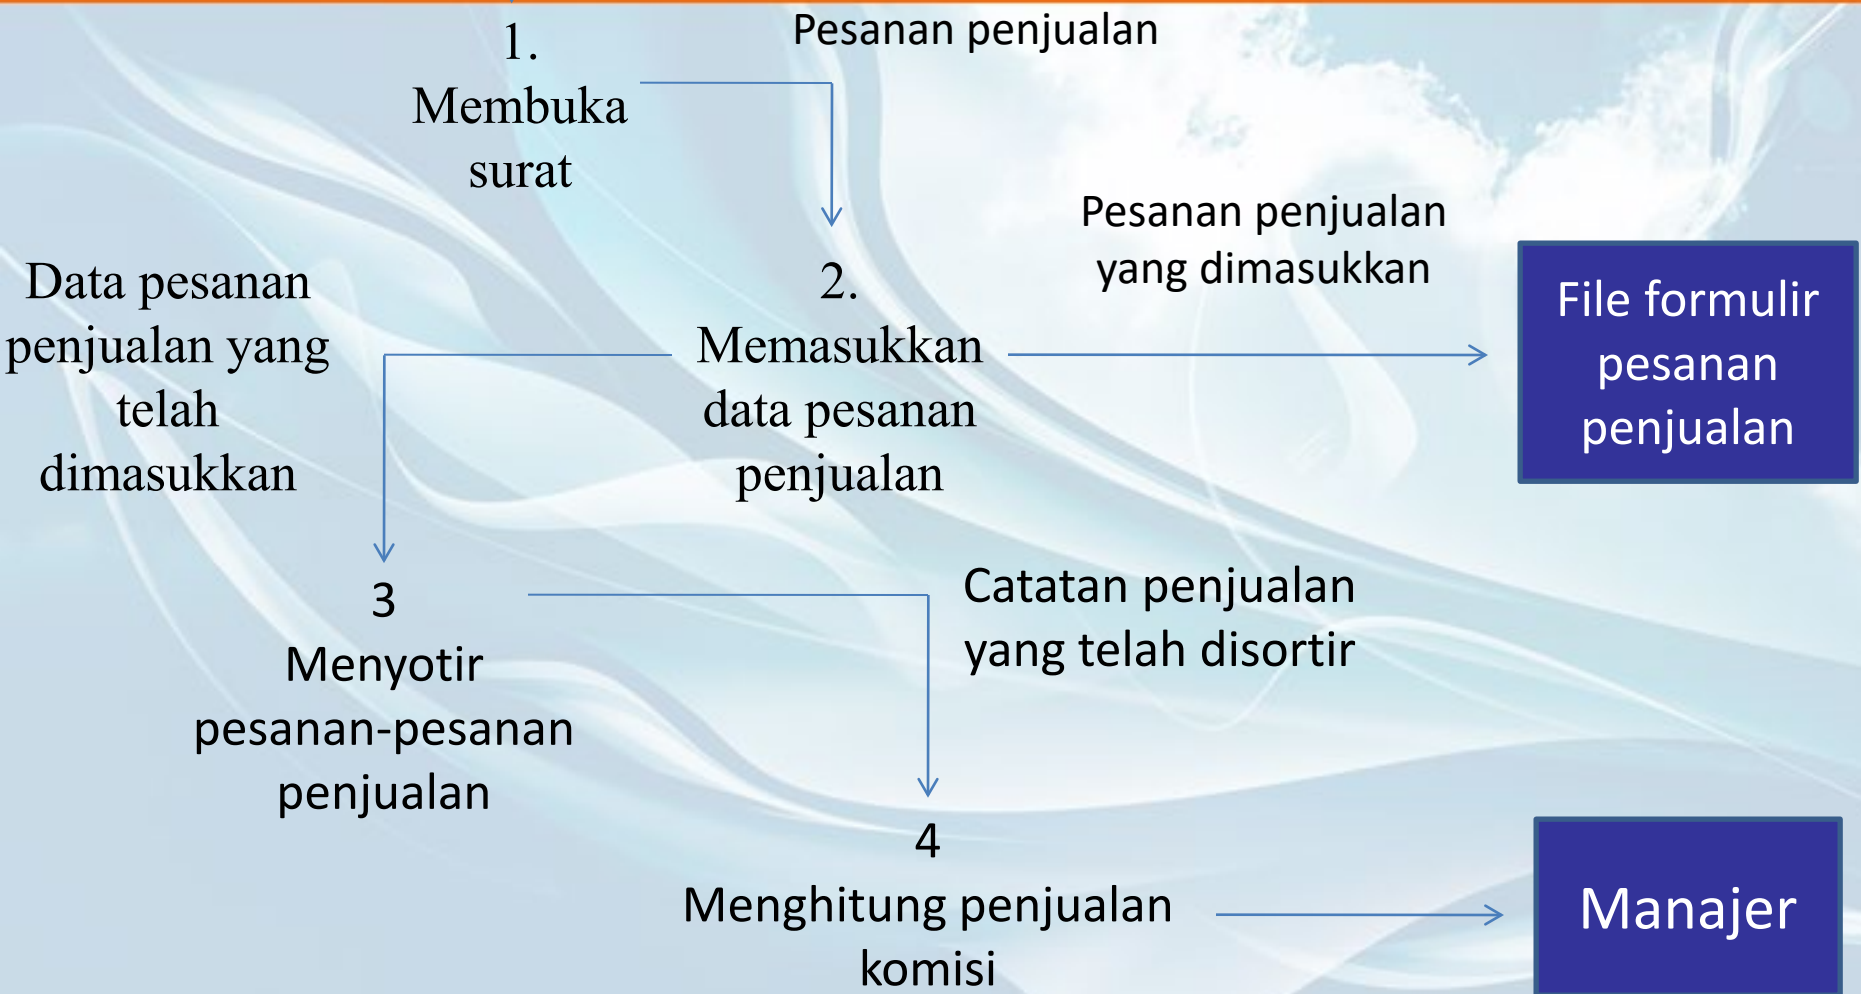 Pesanan penjualan
1.
Membuka
surat
Pesanan penjualan
yang dimasukkan
Data pesanan
penjualan yang
telah
dimasukkan
2.
Memasukkan
data pesanan
penjualan
File formulir
pesanan
penjualan
3
Menyotir
pesanan-pesanan
penjualan
Catatan penjualan
yang telah disortir
4
Menghitung penjualan
komisi
Manajer